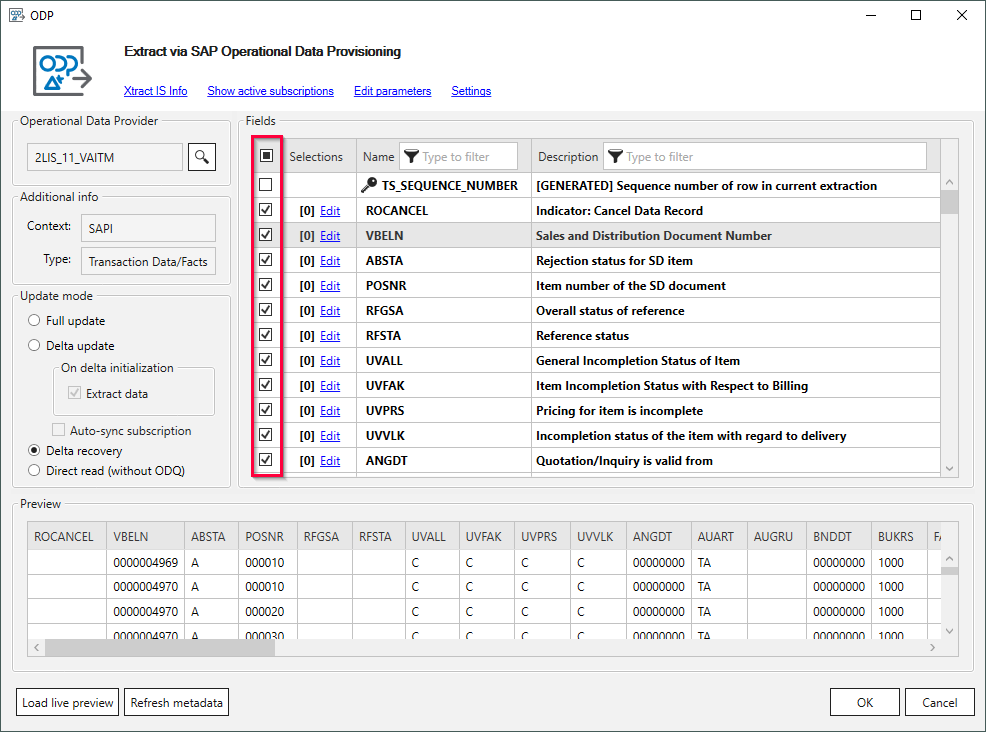 ODP
Extract via SAP Operational Data Provisioning
Xtract IS Info Show active subscriptions Edit parameters Settings
Operational Data Provider
2LIS_11_VAITM
Additional info
Context: SAPI
Type: Transaction Data/Facts
Update mode
Full update
Delta update
On delta initialization
Extract data
Auto-sync subscription
Delta recovery
Direct read (without ODQ)
Fields
Selections Name Type to filter Description Type to filter
TS_SEQUENCE_NUMBER [GENERATED] Sequence number of row in current extraction
[0] Edit ROCANCEL Indicator: Cancel Data Record
[0] Edit VBELN Sales and Distribution Document Number
[0] Edit ABSTA Rejection status for SD item
[0] Edit POSNR Item number of the SD document
[0] Edit RFGSA Overall status of reference
[0] Edit RFSTA Reference status
[0] Edit UVALL General Incompletion Status of Item
[0] Edit UVFAK Item Incompletion Status with Respect to Billing
[0] Edit UVPRS Pricing for item is incomplete
[0] Edit UVVLK Incompletion status of the item with regard to delivery
[0] Edit ANGDT Quotation/Inquiry is valid from
Preview
ROCANCEL VBELN ABSTA POSNR RFGSA RFSTA UVALL UVFAK UVPRS UVVLK ANGDT AUART AUGRU BNDDT BUKRS
0000004969 A 000010 C C C C 00000000 TA 00000000 1000
0000004970 A 000010 C C C C 00000000 TA 00000000 1000
0000004970 A 000020 C C C C 00000000 TA 00000000 1000
0000004970 A 000030 C C C C 00000000 TA 00000000 1000
Load live preview Refresh metadata OK Cancel